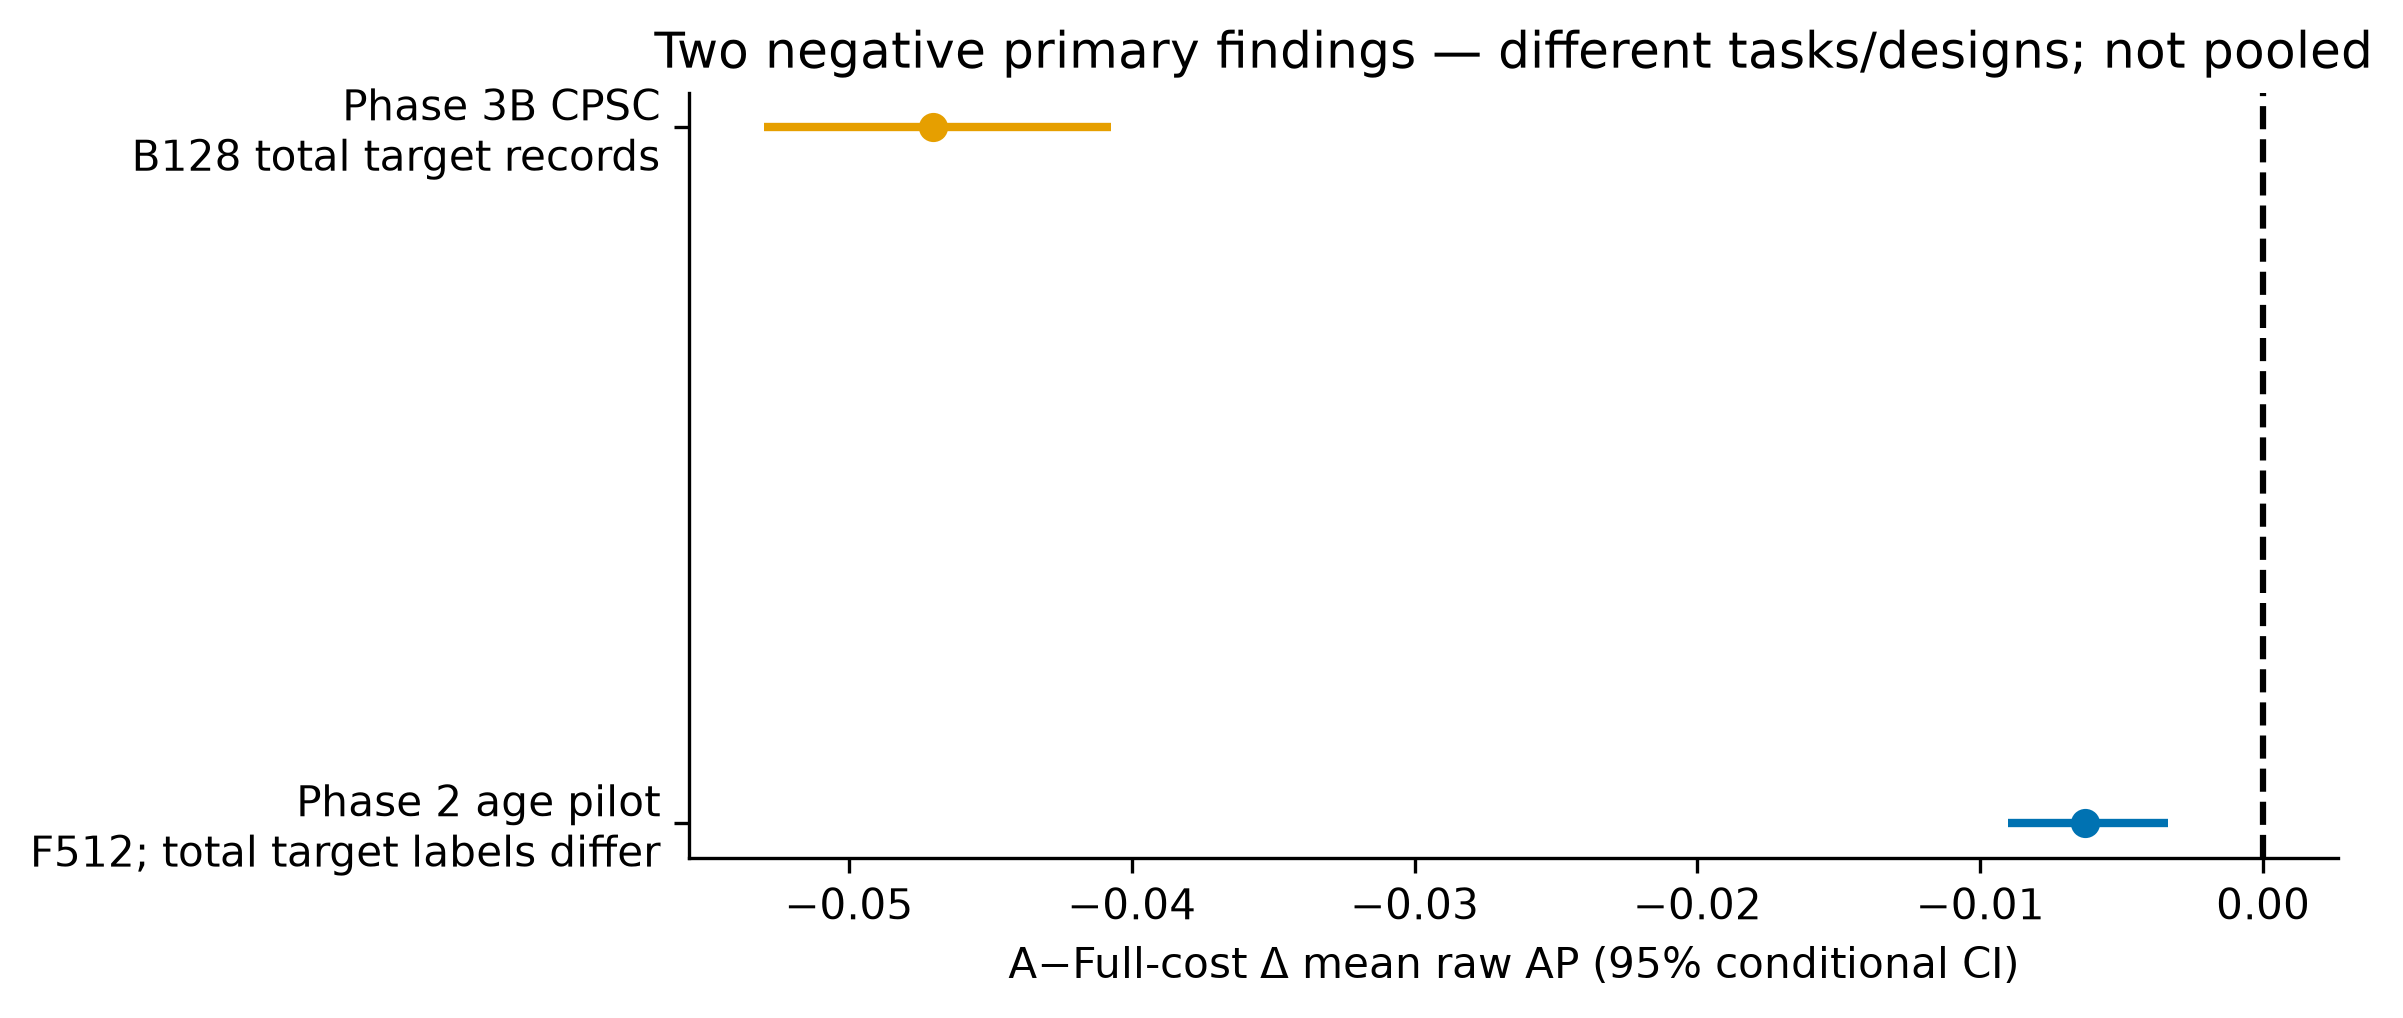 Two negative primary findings — different tasks/designs; not pooled
Phase 3B CPSC
B128 total target records
Phase 2 age pilot
F512; total target labels differ
−0.05 −0.04 −0.03 −0.02 −0.01 0.00
A−Full-cost Δ mean raw AP (95% conditional CI)